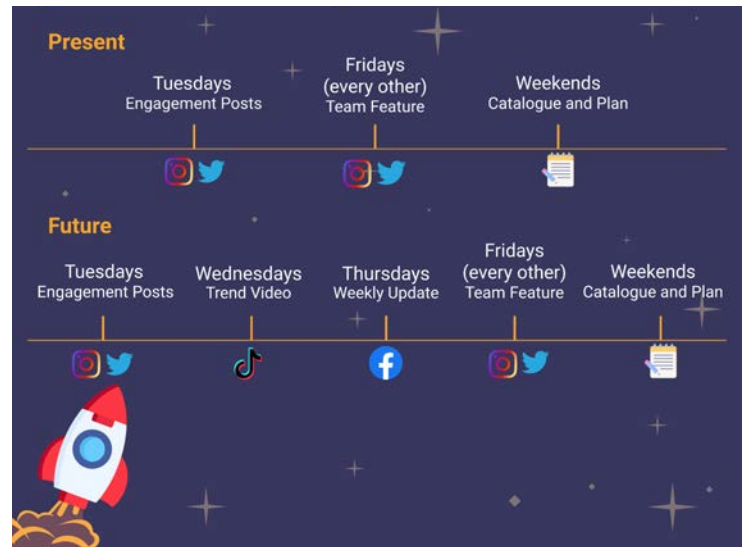 Present
Tuesdays
Engagement Posts
Fridays
(every other)
Team Feature
Weekends
Catalogue and Plan
Future
Tuesdays
Engagement Posts
Wednesdays
Trend Video
Thursdays
Weekly Update
Fridays
(every other)
Team Feature
Weekends
Catalogue and Plan